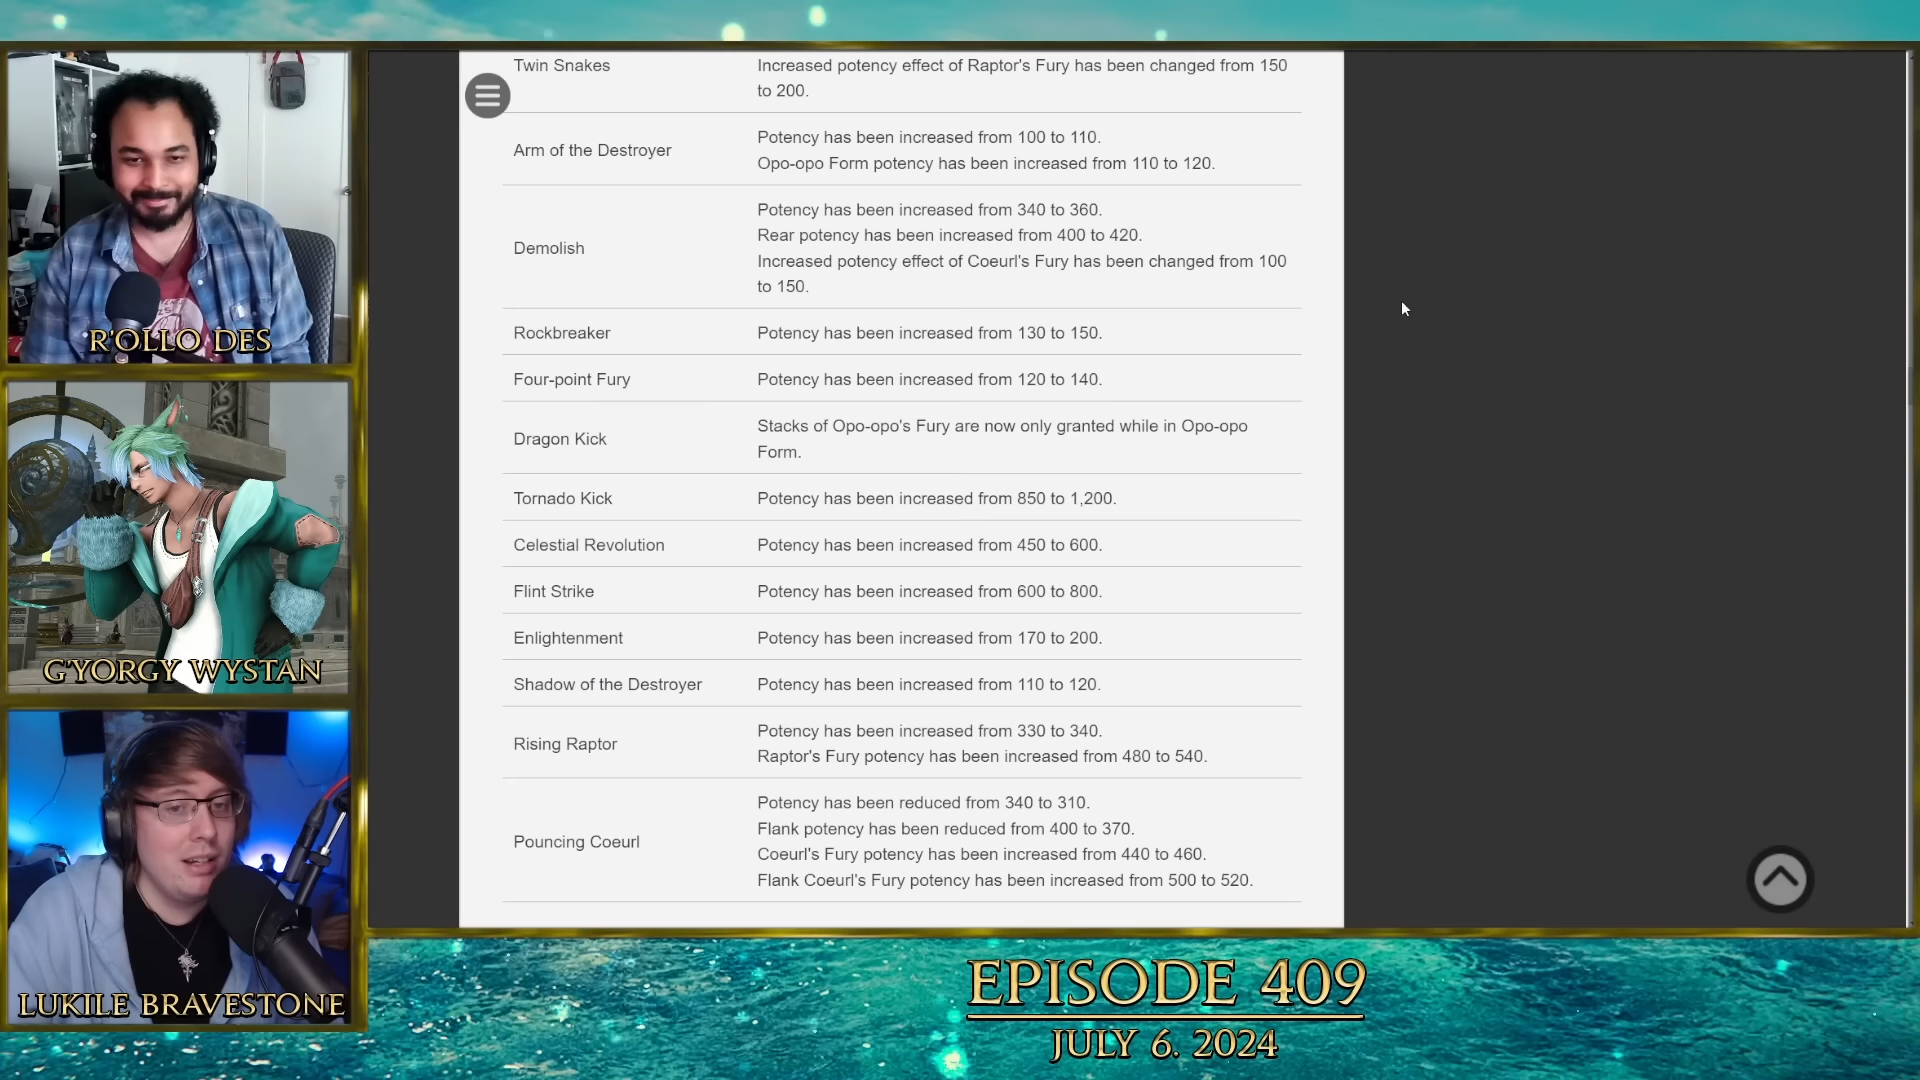 Twin Snakes
Increased potency effect of Raptor's Fury has been changed from 150
to 200.
Arm of the Destroyer
Potency has been increased from 100 to 110.
Opo-opo Form potency has been increased from 110 to 120.
Demolish
Potency has been increased from 340 to 360.
Rear potency has been increased from 400 to 420.
Increased potency effect of Coeurl's Fury has been changed from 100
to 150.
Rockbreaker
Potency has been increased from 130 to 150.
Four-point Fury
Potency has been increased from 120 to 140.
Dragon Kick
Stacks of Opo-opo's Fury are now only granted while in Opo-opo
Form.
Tornado Kick
Potency has been increased from 850 to 1,200.
Celestial Revolution
Potency has been increased from 450 to 600.
Flint Strike
Potency has been increased from 600 to 800.
Enlightenment
Potency has been increased from 170 to 200.
Shadow of the Destroyer
Potency has been increased from 110 to 120.
Rising Raptor
Potency has been increased from 330 to 340.
Raptor's Fury potency has been increased from 480 to 540.
Pouncing Coeurl
Potency has been reduced from 340 to 310.
Flank potency has been reduced from 400 to 370.
Coeurl's Fury potency has been increased from 440 to 460.
Flank Coeurl's Fury potency has been increased from 500 to 520.
R'OLLO DES
G'YORGY WYSTAN
LUKILE BRAVESTONE
EPISODE 409
JULY 6. 2024